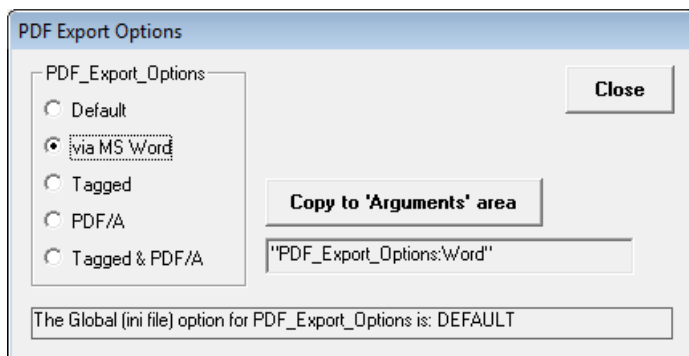 PDF Export Options
PDF_Export_Options
Default
via MS Word
Tagged
PDF/A
Tagged & PDF/A
Close
Copy to 'Arguments' area
"PDF_Export_Options:Word"
The Global (ini file) option for PDF_Export_Options is: DEFAULT